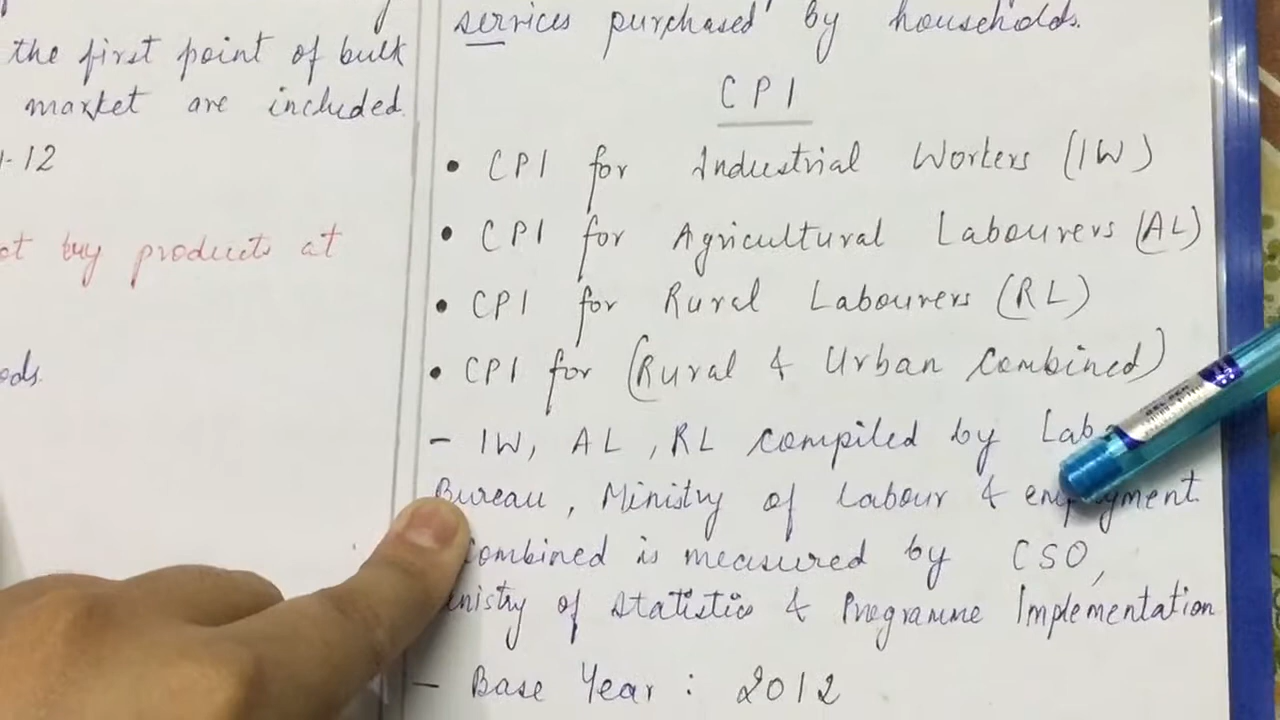 the first point of bulk
market are included.
-12
buy products at
services purchased by households.
CPI
• CPI for Industrial Workers (IW)
• CPI for Agricultural Labourers (AL)
• CPI for Rural Labourers (RL)
• CPI for (Rural & Urban Combined)
- IW, AL, RL compiled by Lab
Bureau, Ministry of Labour & employment.
Combined is measured by CSO,
inistry of Statistics & Programme Implementation
- Base Year : 2012